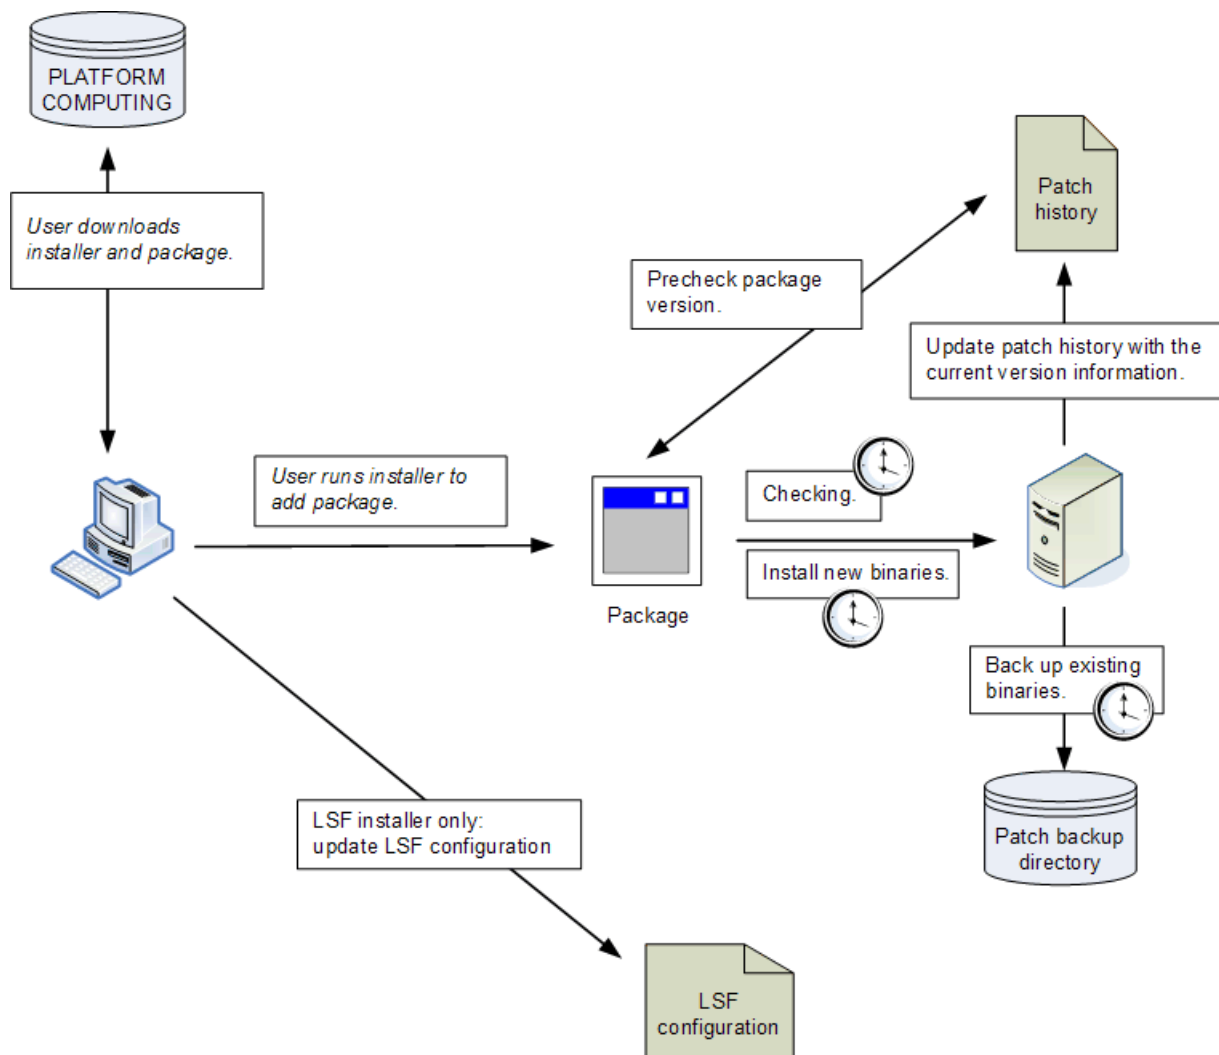 PLATFORM
COMPUTING
User downloads
installer and package.
Patch
history
Precheck package
version.
Update patch history with the
current version information.
User runs installer to
add package.
Checking.
Install new binaries.
Package
Back up existing
binaries.
LSF installer only:
update LSF configuration
Patch backup
directory
LSF
configuration